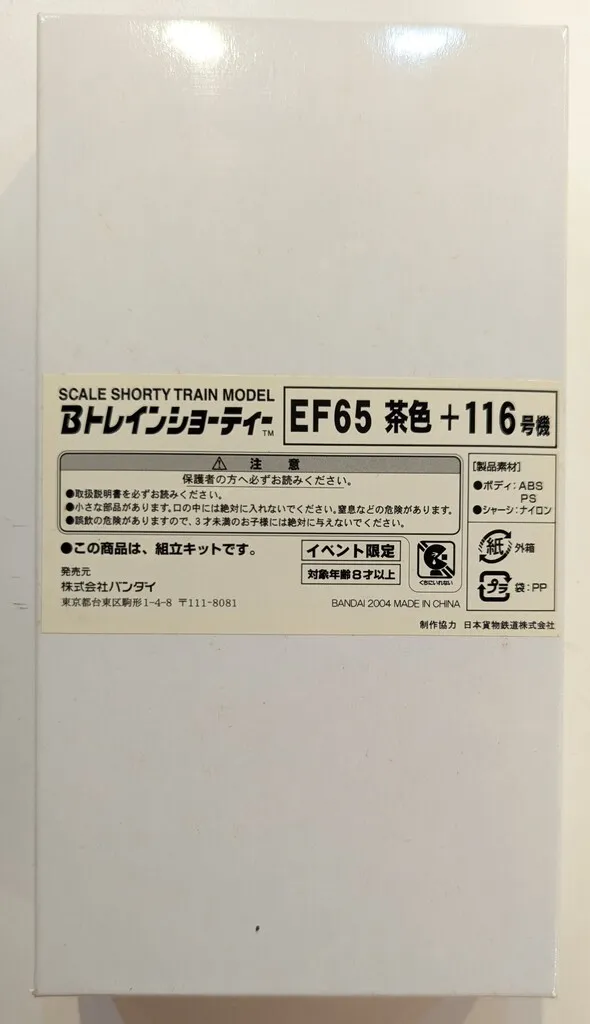 SCALE SHORTY TRAIN MODEL
Bトレインショーティー™
EF65 茶色+116号機
⚠ 注意
保護者の方へ必ずお読みください。
●取扱説明書を必ずお読みください。
●小さな部品があります。口の中には絶対に入れないでください。窒息などの危険があります。
●誤飲の危険がありますので、3才未満のお子様には絶対に与えないでください。
●この商品は、組立キットです。
イベント限定
対象年齢8才以上
くちにいれない
発売元
株式会社バンダイ
東京都台東区駒形1-4-8 〒111-8081
BANDAI 2004 MADE IN CHINA
[製品素材]
●ボディ:ABS
PS
●シャーシ:ナイロン
紙 外箱
プラ 袋:PP
制作協力 日本貨物鉄道株式会社